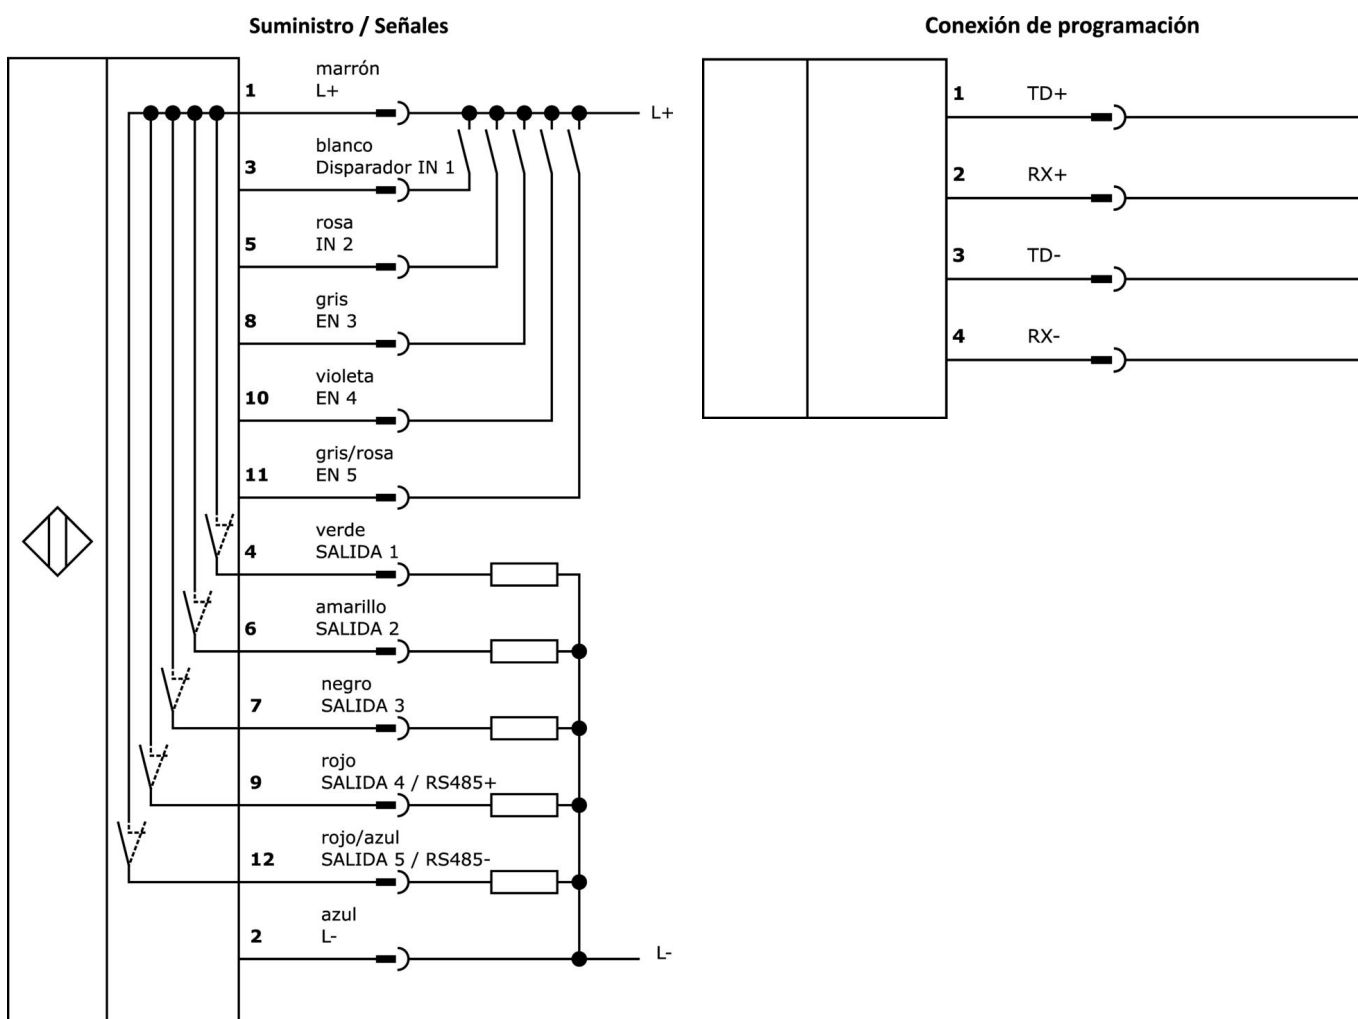 Suministro / Señales
1
marrón
L+
L+
3
blanco
Disparador IN 1
5
rosa
IN 2
8
gris
EN 3
10
violeta
EN 4
11
gris/rosa
EN 5
4
verde
SALIDA 1
6
amarillo
SALIDA 2
7
negro
SALIDA 3
9
rojo
SALIDA 4 / RS485+
12
rojo/azul
SALIDA 5 / RS485-
2
azul
L-
L-
Conexión de programación
1 TD+
2 RX+
3 TD-
4 RX-